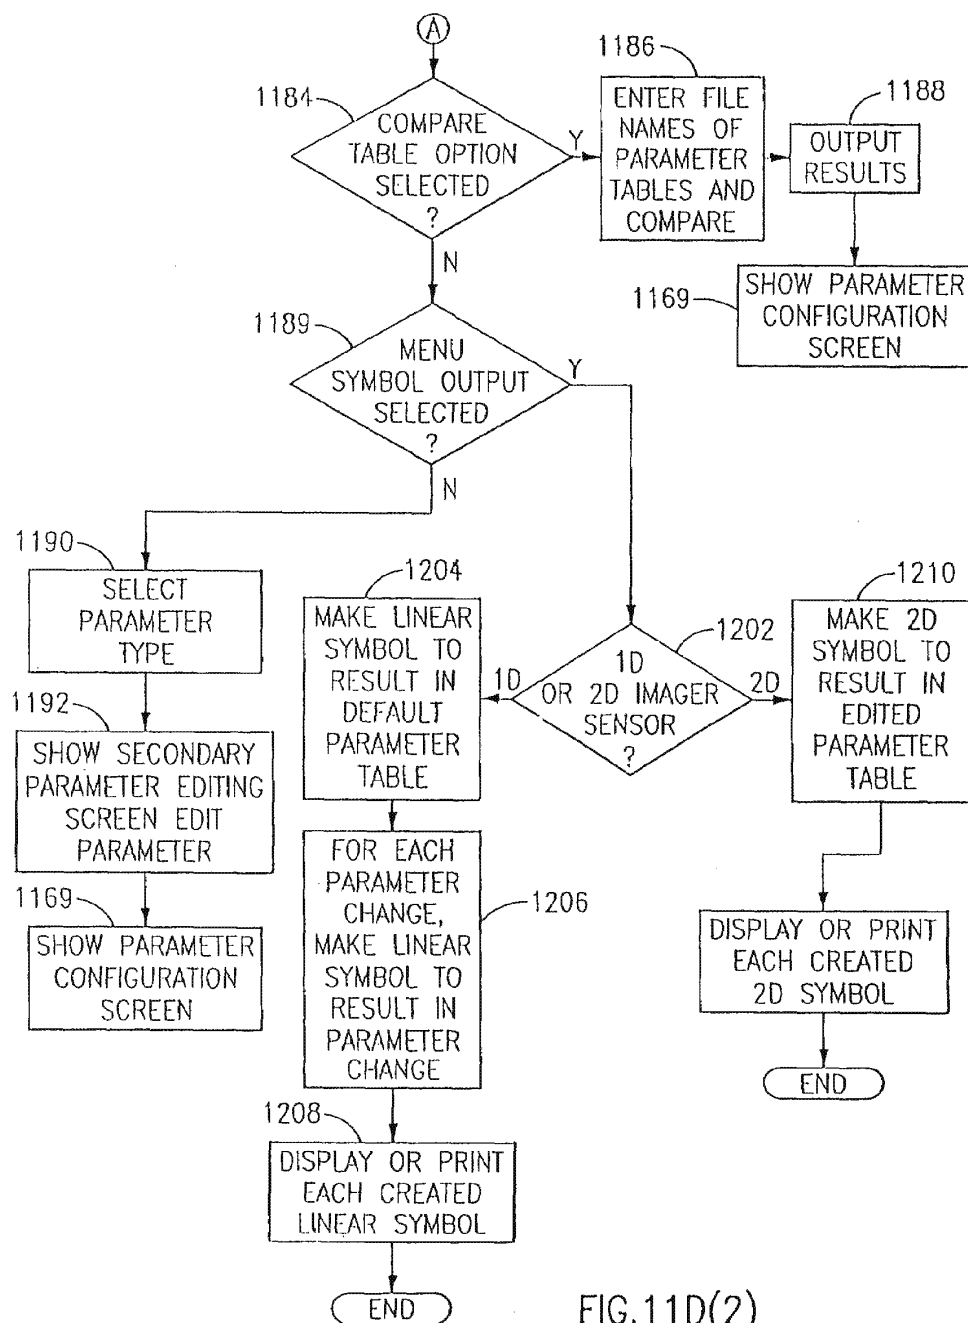 A
1184
COMPARE
TABLE OPTION
SELECTED
?
Y
N
1186
ENTER FILE
NAMES OF
PARAMETER
TABLES AND
COMPARE
1188
OUTPUT
RESULTS
1169
SHOW PARAMETER
CONFIGURATION
SCREEN
1189
MENU
SYMBOL OUTPUT
SELECTED
?
Y
N
1190
SELECT
PARAMETER
TYPE
1192
SHOW SECONDARY
PARAMETER EDITING
SCREEN EDIT
PARAMETER
1169
SHOW PARAMETER
CONFIGURATION
SCREEN
1202
1D
OR 2D IMAGER
SENSOR
?
1D
2D
1204
MAKE LINEAR
SYMBOL TO
RESULT IN
DEFAULT
PARAMETER
TABLE
1206
FOR EACH
PARAMETER
CHANGE,
MAKE LINEAR
SYMBOL TO
RESULT IN
PARAMETER
CHANGE
1208
DISPLAY OR PRINT
EACH CREATED
LINEAR SYMBOL
END
1210
MAKE 2D
SYMBOL TO
RESULT IN
EDITED
PARAMETER
TABLE
DISPLAY OR PRINT
EACH CREATED
2D SYMBOL
END
FIG.11D(2)